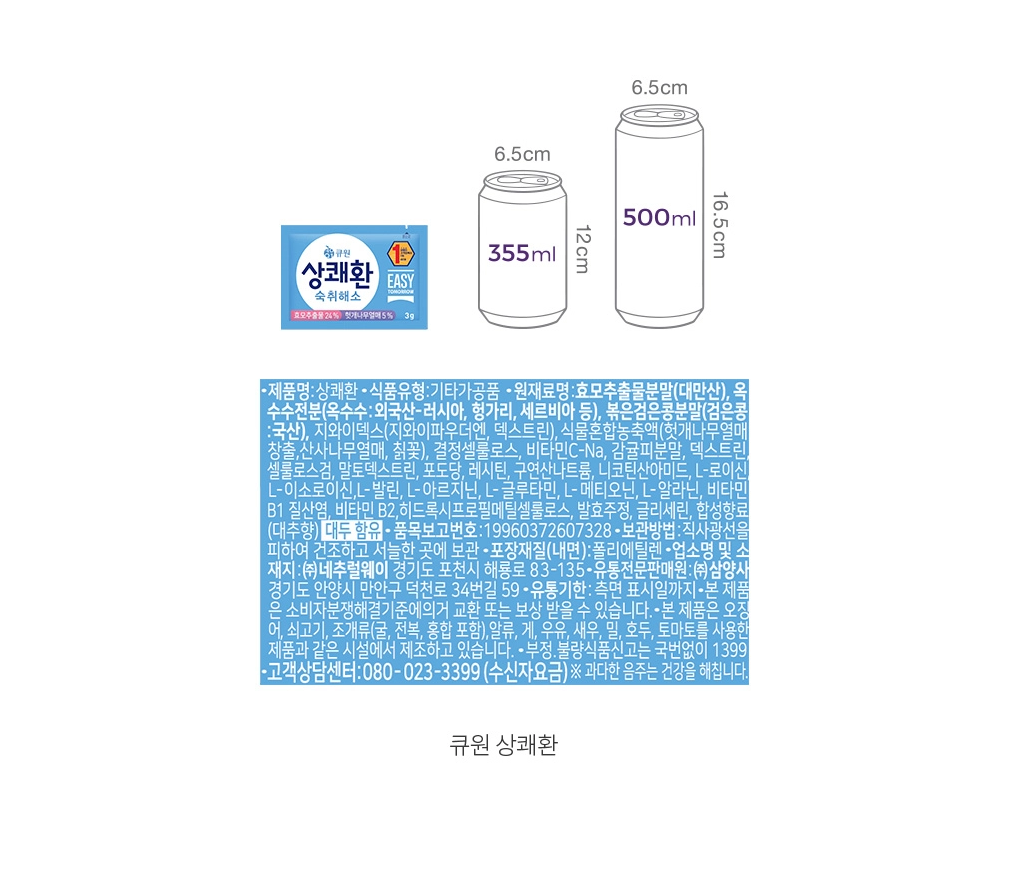 6.5cm
6.5cm
355ml
12cm
500ml
16.5cm
큐원
상쾌환
숙취해소
1
EASY
TOMORROW
효모추출물 24% 헛개나무열매 5%
3g
•제품명:상쾌환 •식품유형:기타가공품 •원재료명:효모추출물분말(대만산), 옥
수수전분(옥수수:외국산-러시아, 헝가리, 세르비아 등), 볶은검은콩분말(검은콩
:국산), 지와이덱스(지와이파우더엔, 덱스트린), 식물혼합농축액(헛개나무열매
창출,산사나무열매, 칡꽃), 결정셀룰로스, 비타민C-Na, 감귤피분말, 덱스트린,
셀룰로스검, 말토덱스트린, 포도당, 레시틴, 구연산나트륨, 니코틴산아미드, L-로이신
L-이소로이신,L-발린, L-아르지닌, L-글루타민, L-메티오닌, L-알라닌, 비타민
B1 질산염, 비타민 B2,히드록시프로필메틸셀룰로스, 발효주정, 글리세린, 합성향료
(대추향) 대두 함유 •품목보고번호:19960372607328 •보관방법:직사광선을
피하여 건조하고 서늘한 곳에 보관 •포장재질(내면):폴리에틸렌 •업소명 및 소
재지:㈜네추럴웨이 경기도 포천시 해룡로 83-135 •유통전문판매원:㈜삼양사
경기도 안양시 만안구 덕천로 34번길 59 •유통기한: 측면 표시일까지 •본 제품
은 소비자분쟁해결기준에의거 교환 또는 보상 받을 수 있습니다. •본 제품은 오징
어, 쇠고기, 조개류(굴, 전복, 홍합 포함),알류, 게, 우유, 새우, 밀, 호두, 토마토를 사용한
제품과 같은 시설에서 제조하고 있습니다. •부정.불량식품신고는 국번없이 1399
•고객상담센터:080-023-3399 (수신자요금) ※ 과다한 음주는 건강을 해칩니다.
큐원 상쾌환